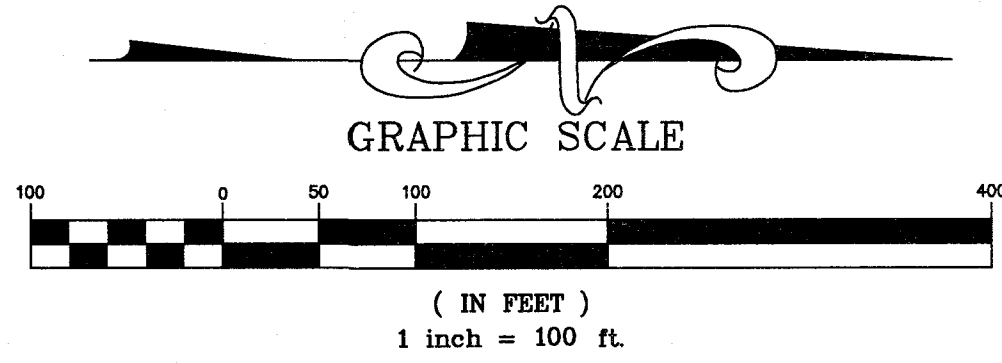 N
GRAPHIC SCALE
100 0 50 100 200 400
( IN FEET )
1 inch = 100 ft.